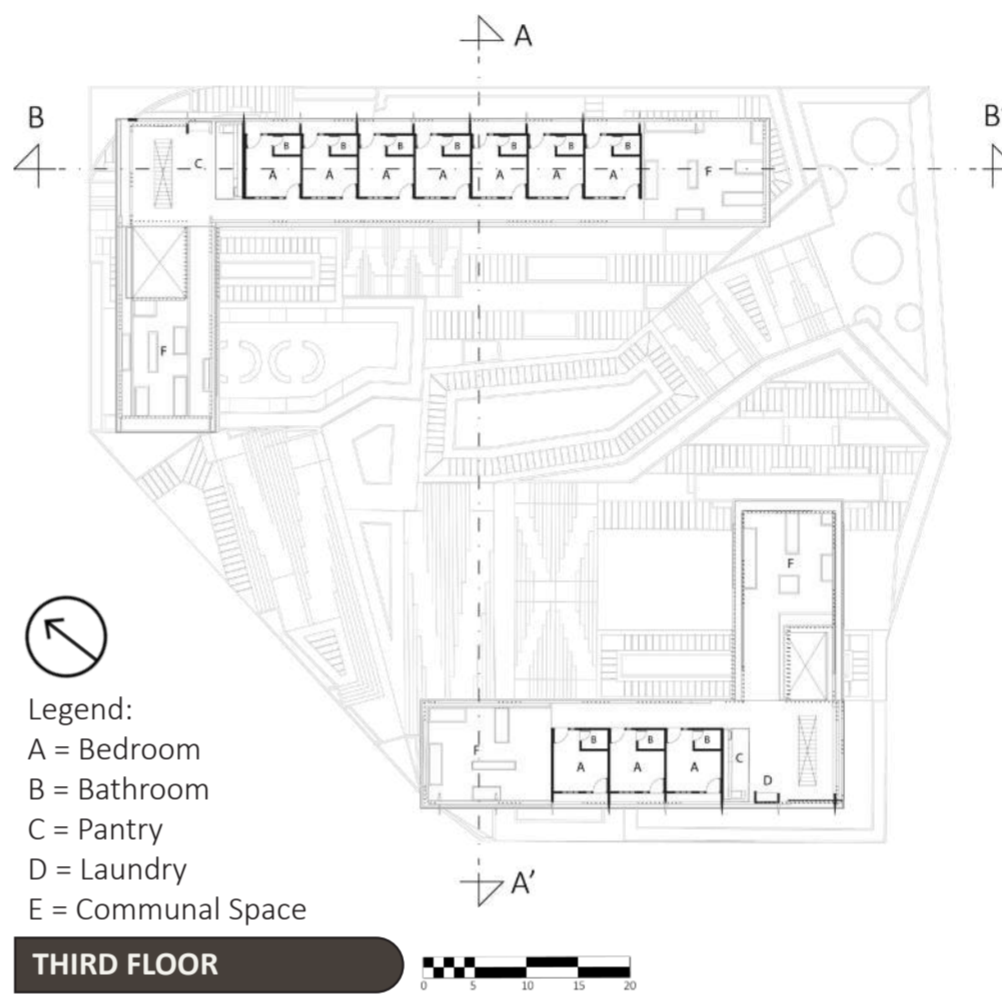 A
B
B
B B B B B B B
C
A A A A A A A
F
F
F
F
B B B
A A A
C
D
Legend:
A = Bedroom
B = Bathroom
C = Pantry
D = Laundry
E = Communal Space
A'
THIRD FLOOR
0 5 10 15 20